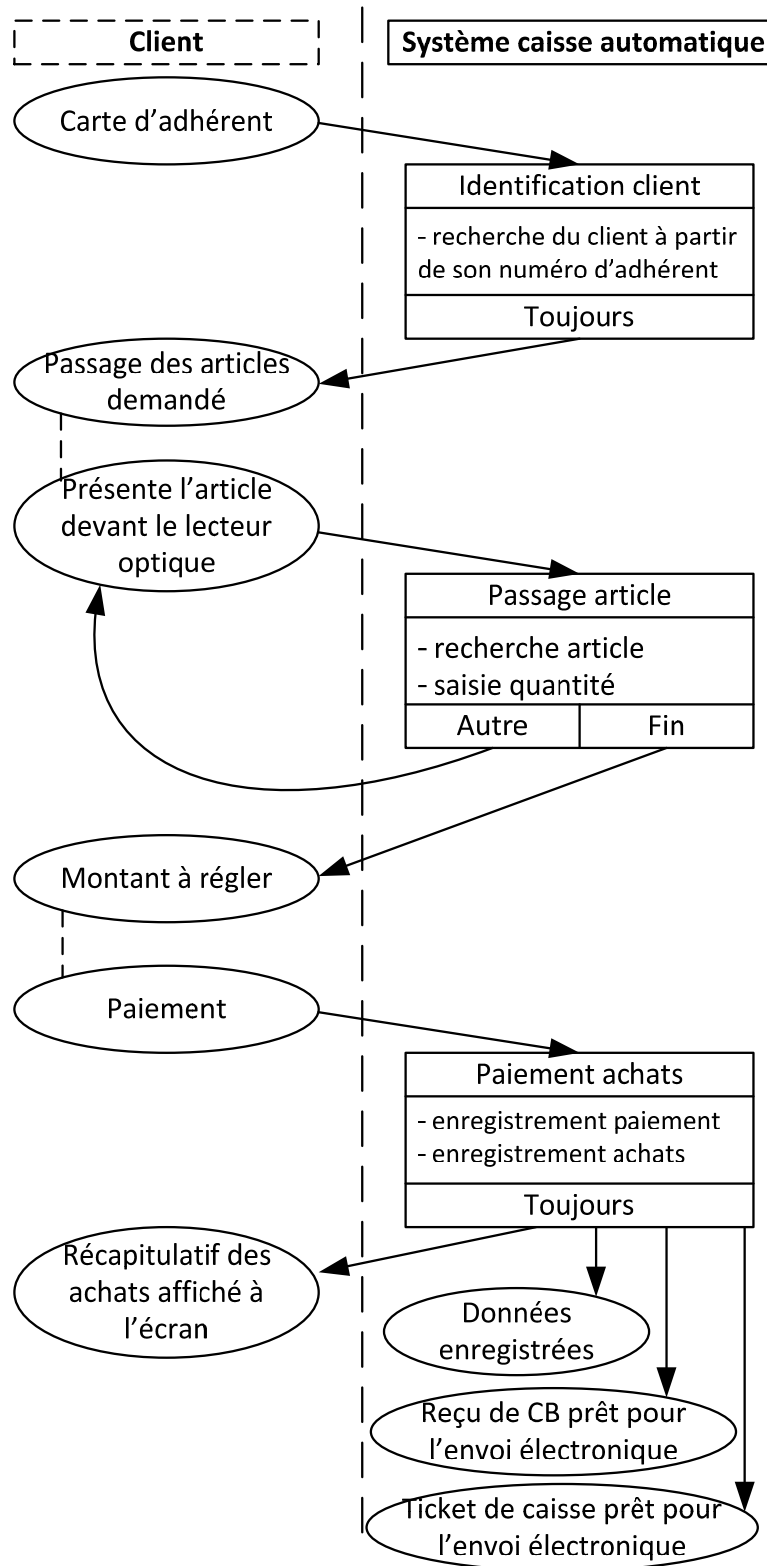 Client
Système caisse automatique
Carte d’adhérent
Identification client
- recherche du client à partir
de son numéro d’adhérent
Toujours
Passage des articles
demandé
Présente l’article
devant le lecteur
optique
Passage article
- recherche article
- saisie quantité
Autre
Fin
Montant à régler
Paiement
Paiement achats
- enregistrement paiement
- enregistrement achats
Toujours
Récapitulatif des
achats affiché à
l’écran
Données
enregistrées
Reçu de CB prêt pour
l’envoi électronique
Ticket de caisse prêt pour
l’envoi électronique